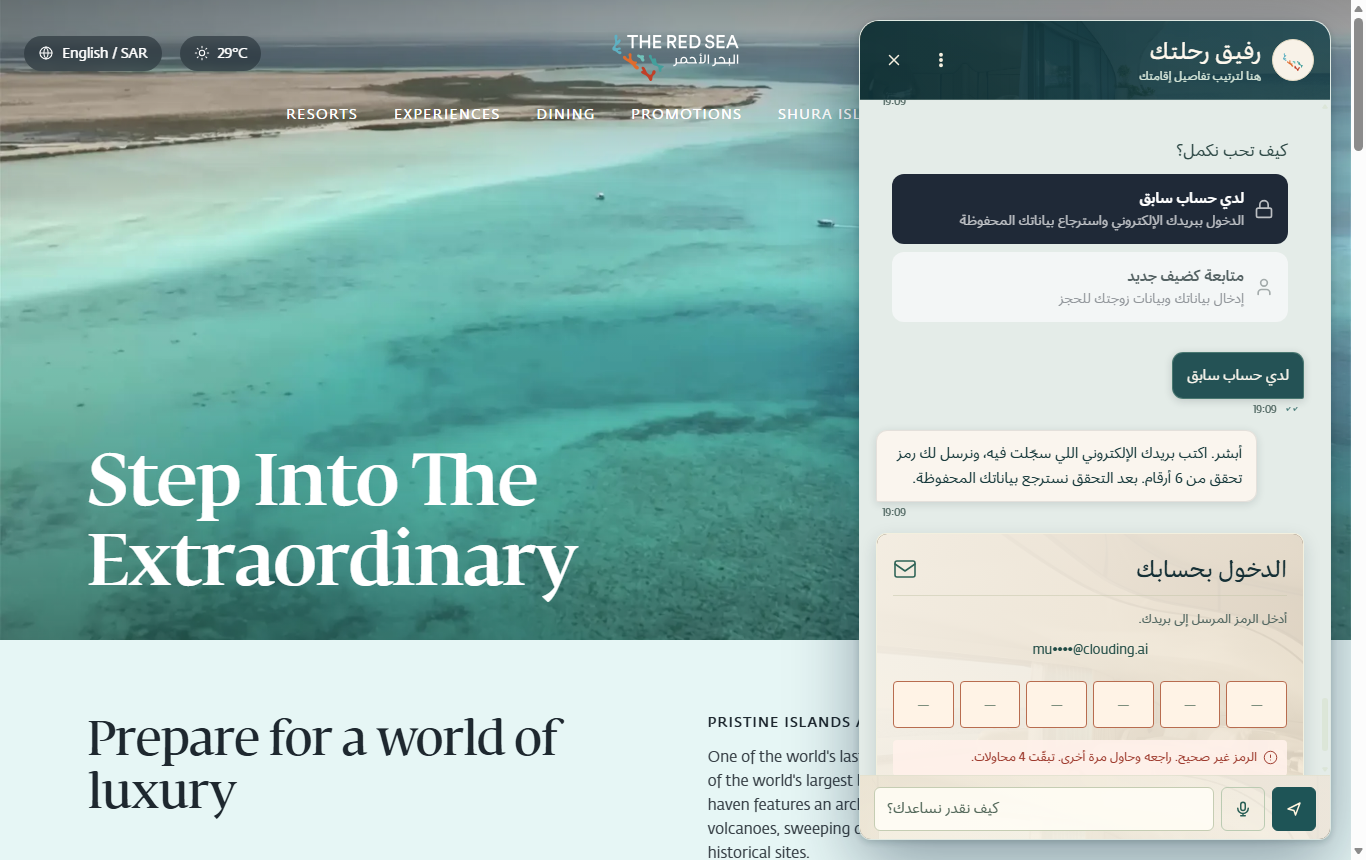 English / SAR
29°C
THE RED SEA
البحر الأحمر
RESORTS
EXPERIENCES
DINING
PROMOTIONS
SHURA ISL
Step Into The
Extraordinary
Prepare for a world of
luxury
PRISTINE ISLANDS
One of the world's las
of the world's largest
haven features an arc
volcanoes, sweeping
historical sites.
رفيق رحلتك
هنا لترتيب تفاصيل إقامتك
19:09
كيف تحب نكمل؟
لدي حساب سابق
الدخول ببريدك الإلكتروني واسترجاع بياناتك المحفوظة
متابعة كضيف جديد
إدخال بياناتك وبيانات زوجتك للحجز
لدي حساب سابق
19:09
أبشر. اكتب بريدك الإلكتروني اللي سجّلت فيه، ونرسل لك رمز
تحقق من 6 أرقام. بعد التحقق نسترجع بياناتك المحفوظة.
19:09
الدخول بحسابك
أدخل الرمز المرسل إلى بريدك.
mu••••@clouding.ai
— — — — — —
الرمز غير صحيح. راجعه وحاول مرة أخرى. تبقّت 4 محاولات.
كيف نقدر نساعدك؟